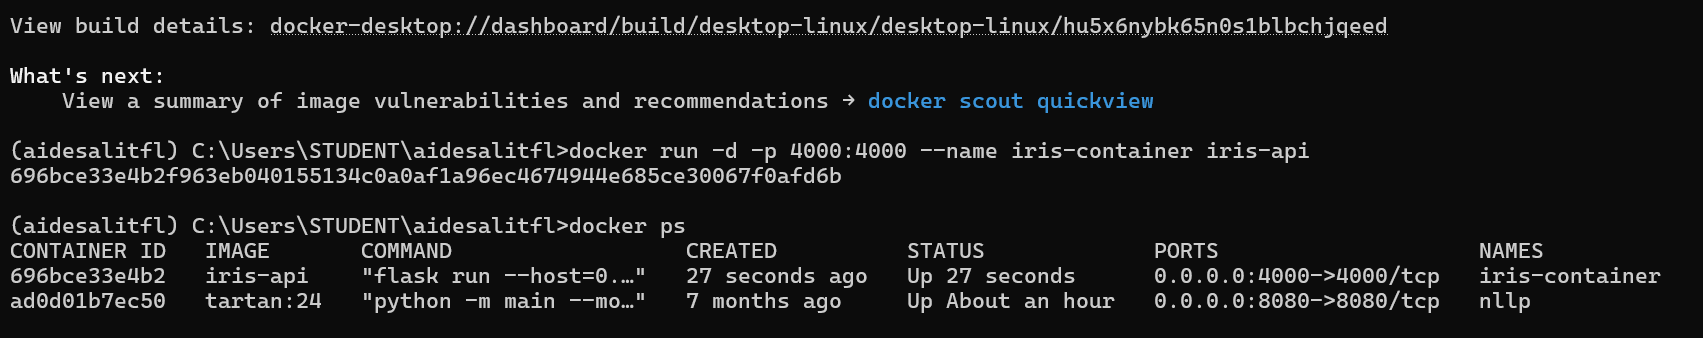 View build details: docker-desktop://dashboard/build/desktop-linux/desktop-linux/hu5x6nybk65n0s1blbchjqeed
What's next:
    View a summary of image vulnerabilities and recommendations → docker scout quickview
(aidesalitfl) C:\Users\STUDENT\aidesalitfl>docker run -d -p 4000:4000 --name iris-container iris-api
696bce33e4b2f963eb040155134c0a0af1a96ec4674944e685ce30067f0afd6b
(aidesalitfl) C:\Users\STUDENT\aidesalitfl>docker ps
CONTAINER ID   IMAGE       COMMAND                  CREATED          STATUS             PORTS                    NAMES
696bce33e4b2   iris-api    "flask run --host=0.…"   27 seconds ago   Up 27 seconds      0.0.0.0:4000->4000/tcp   iris-container
ad0d01b7ec50   tartan:24   "python -m main --mo…"   7 months ago     Up About an hour   0.0.0.0:8080->8080/tcp   nllp